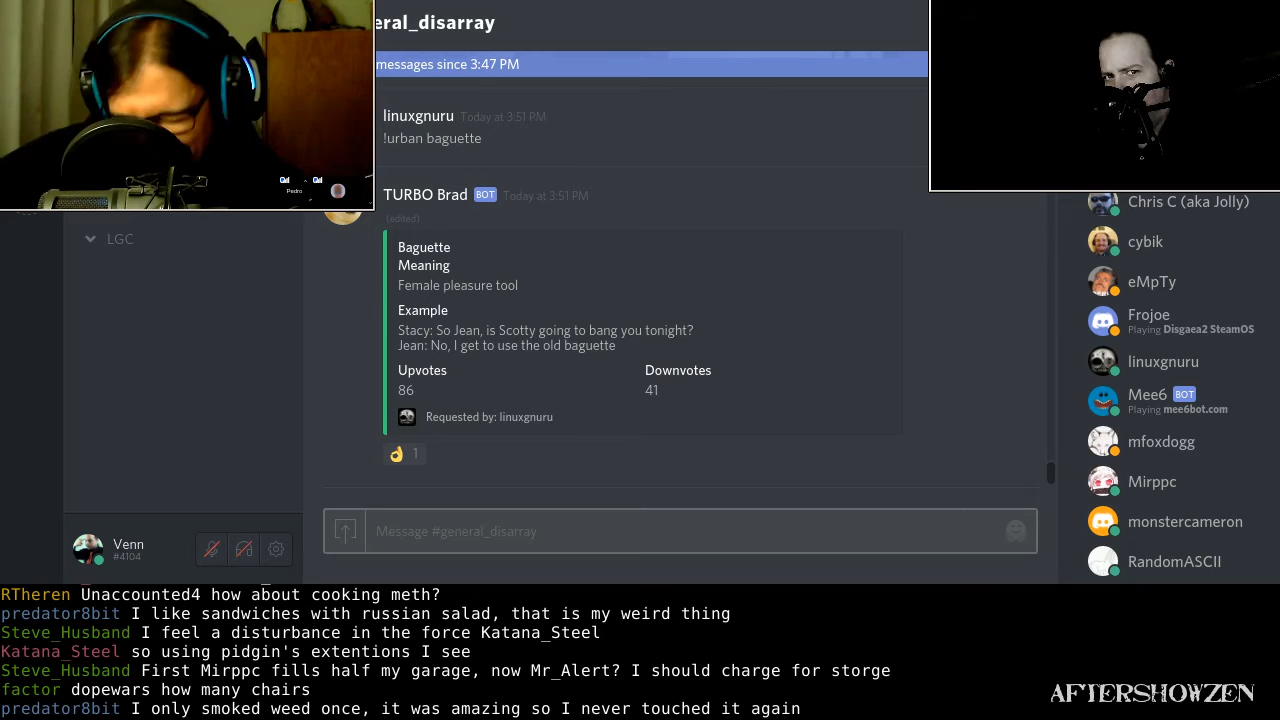 eral_disarray
messages since 3:47 PM
linuxgnuru Today at 3:51 PM
!urban baguette
TURBO Brad BOT Today at 3:51 PM
(edited)
Baguette
Meaning
Female pleasure tool
Example
Stacy: So Jean, is Scotty going to bang you tonight?
Jean: No, I get to use the old baguette
Upvotes Downvotes
86 41
Requested by: linuxgnuru
👌 1
Message #general_disarray
Pedro
LGC
Venn
#4104
Chris C (aka Jolly)
cybik
eMpTy
Frojoe
Playing Disgaea2 SteamOS
linuxgnuru
Mee6 BOT
Playing mee6bot.com
mfoxdogg
Mirppc
monstercameron
RandomASCII
RTheren Unaccounted4 how about cooking meth?
predator8bit I like sandwiches with russian salad, that is my weird thing
Steve_Husband I feel a disturbance in the force Katana_Steel
Katana_Steel so using pidgin's extentions I see
Steve_Husband First Mirppc fills half my garage, now Mr_Alert? I should charge for storge
factor dopewars how many chairs
predator8bit I only smoked weed once, it was amazing so I never touched it again
AFTERSHOWZEN